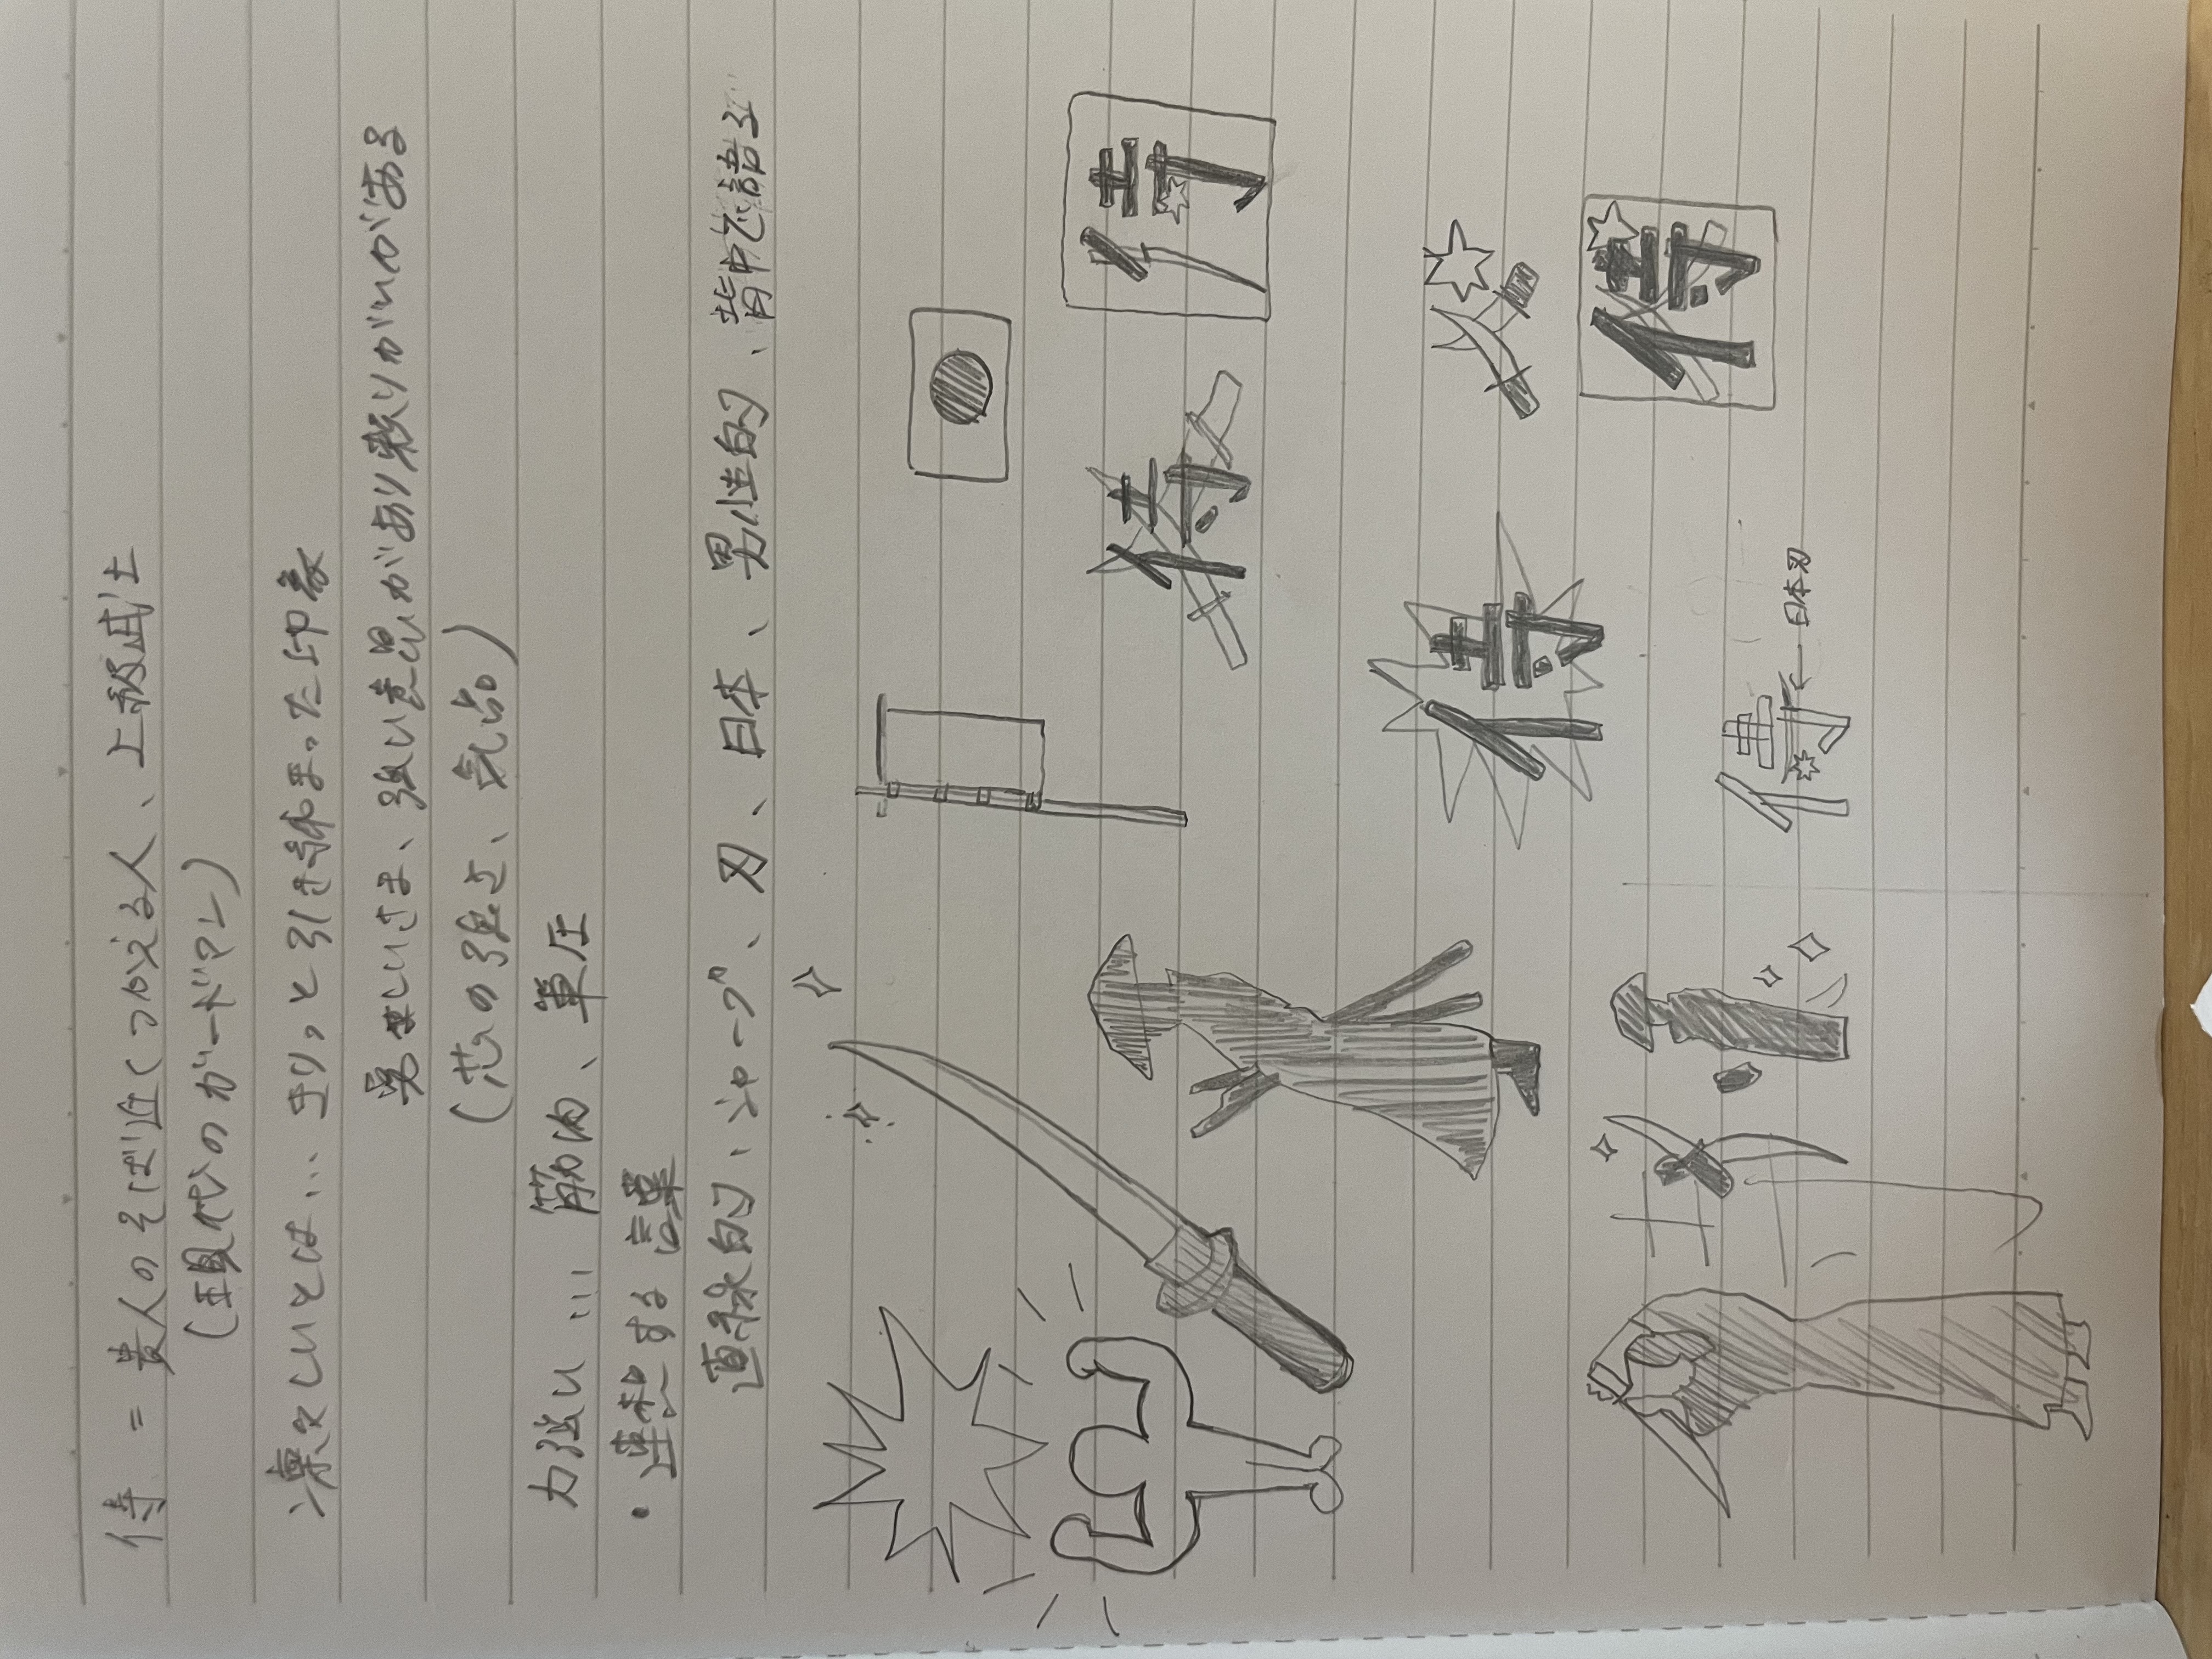 侍 = 貴人のそば近くつかえる人、上級武士
(現代のガードマン)
凛々しいとは… きりっと引き締まった印象
男らしいさま、強い意思があり頼りがいがある
(芯の強さ、気品)
力強い … 筋肉、筆圧
・連想する言葉
直線的、シャープ、刃、日本、男性的、背中で語る
侍
侍
侍
侍
侍 ← 日本刀